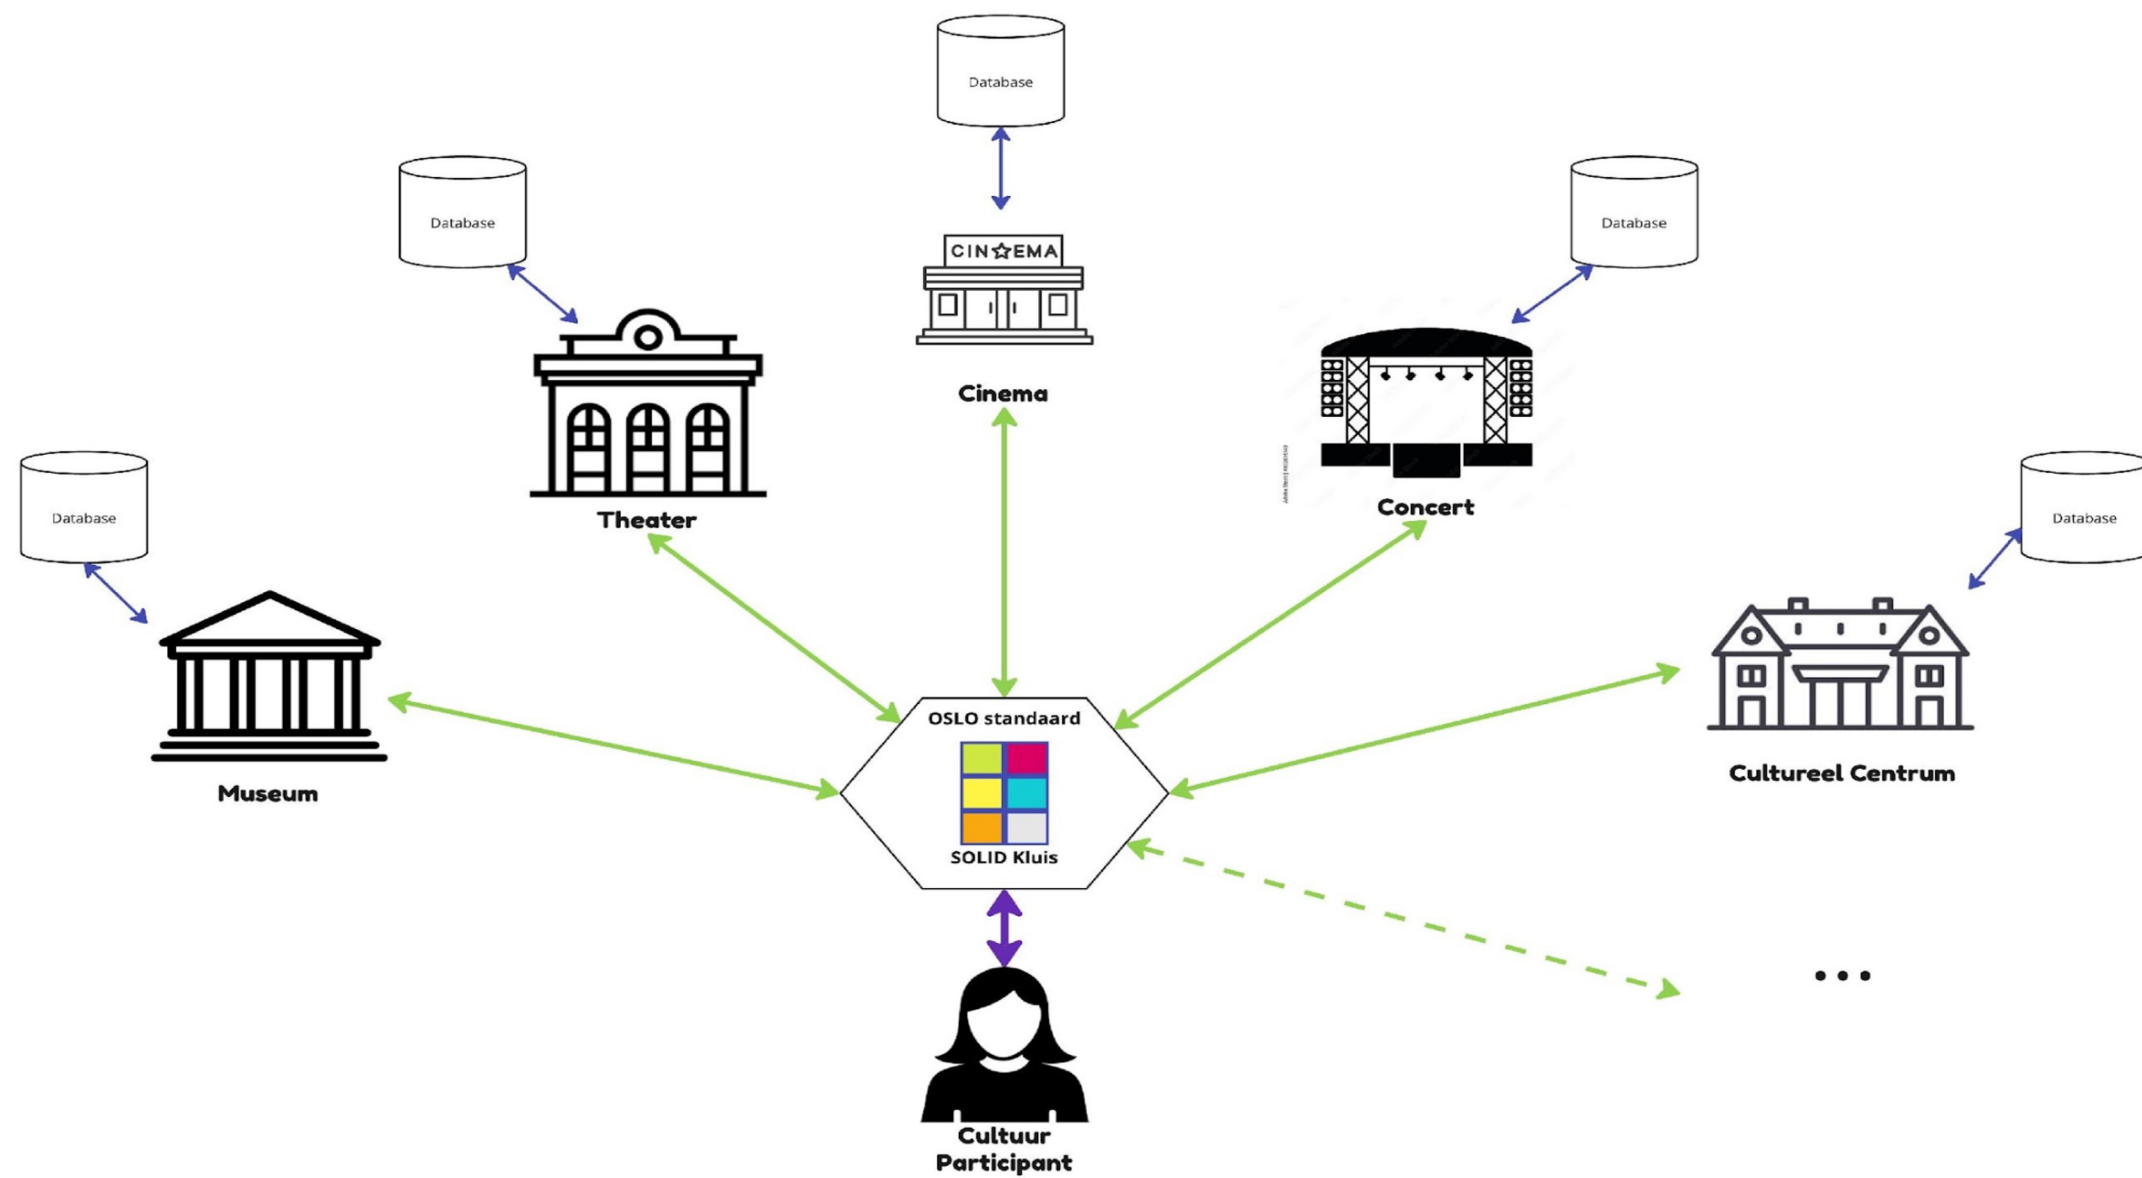 Database
Database
Database
CIN☆EMA
Cinema
Concert
Theater
Database
Database
OSLO standaard
SOLID Kluis
Cultureel Centrum
Museum
...
Cultuur
Participant